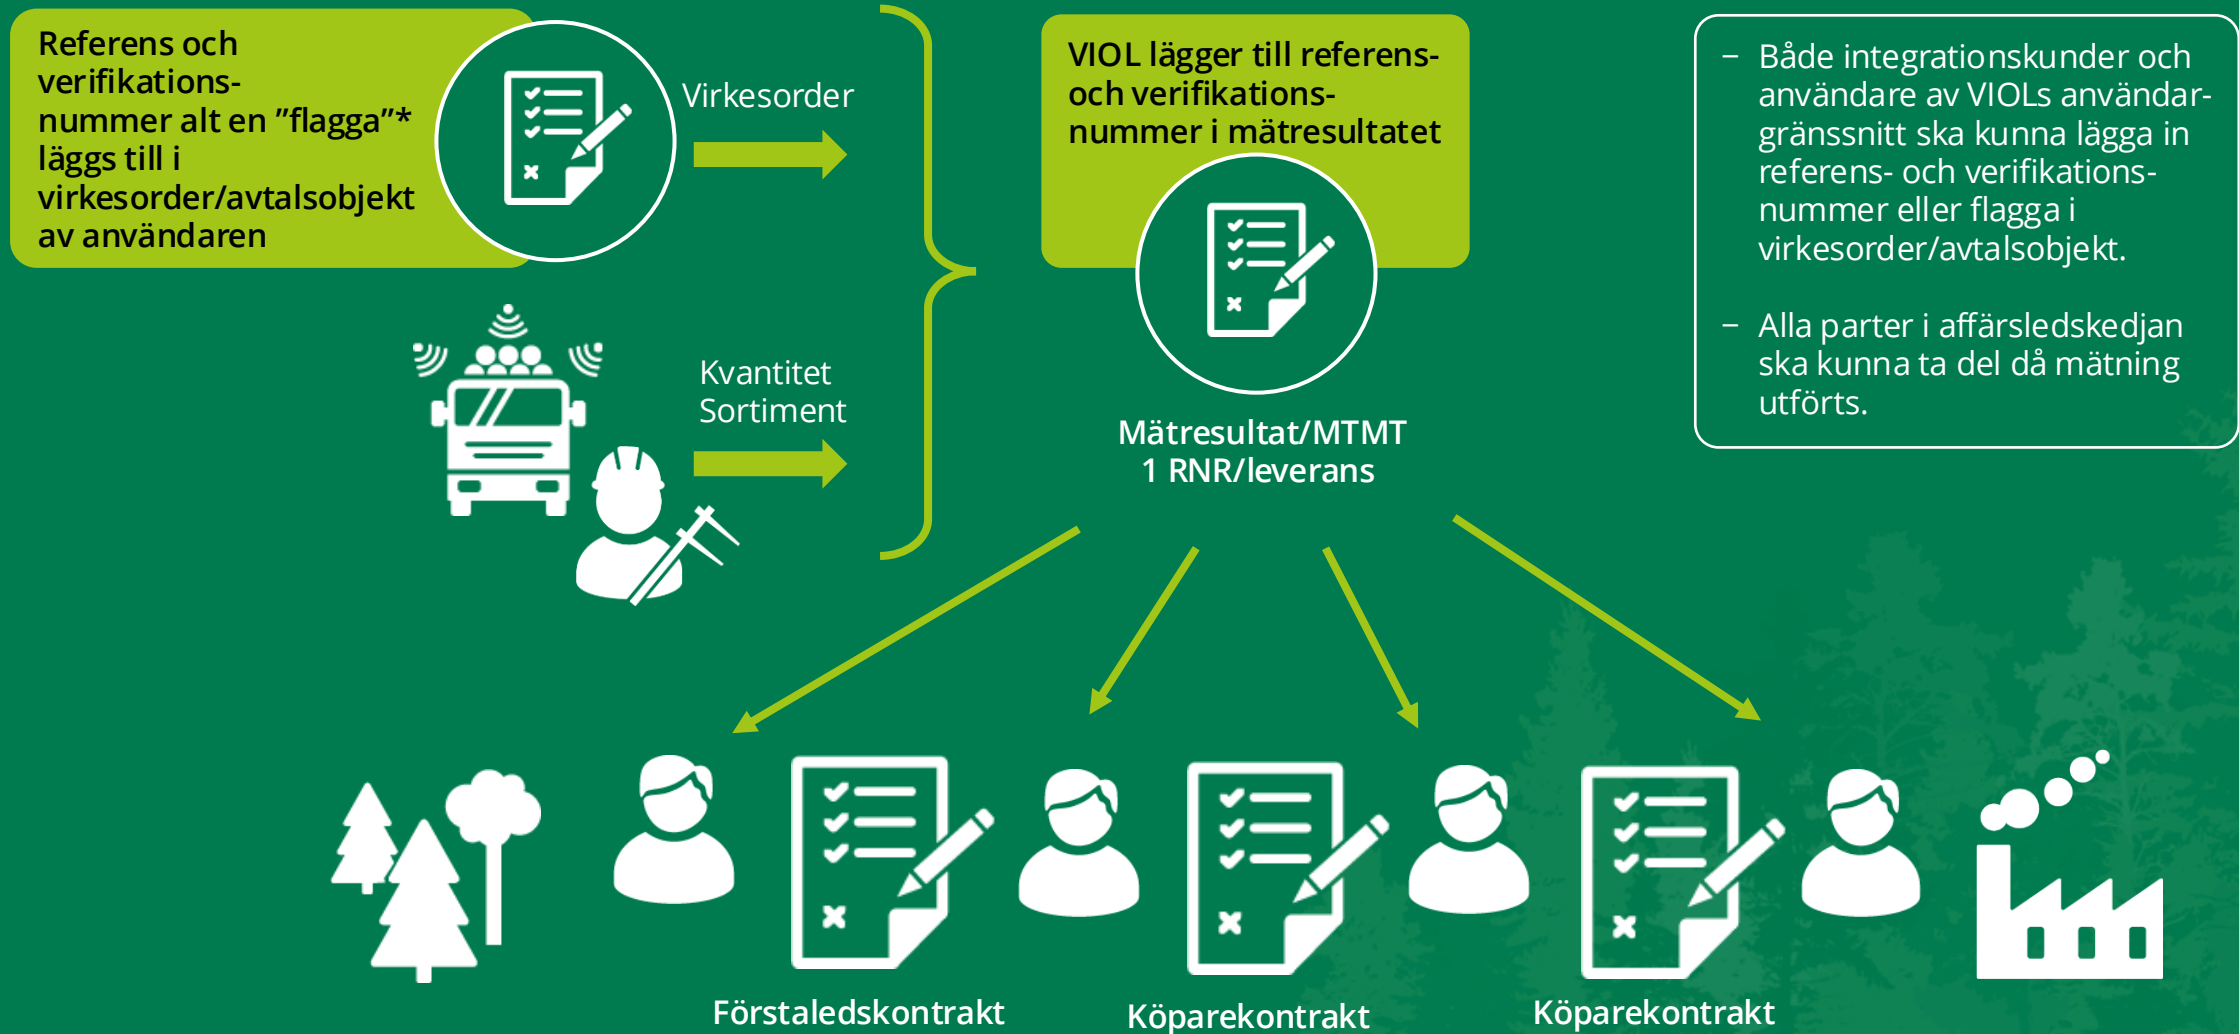 Referens och
verifikations-
nummer alt en ”flagga”*
läggs till i
virkesorder/avtalsobjekt
av användaren
Virkesorder
Kvantitet
Sortiment
VIOL lägger till referens-
och verifikations-
nummer i mätresultatet
Mätresultat/MTMT
1 RNR/leverans
– Både integrationskunder och
användare av VIOLs användar-
gränssnitt ska kunna lägga in
referens- och verifikations-
nummer eller flagga i
virkesorder/avtalsobjekt.
– Alla parter i affärsledskedjan
ska kunna ta del då mätning
utförts.
Förstaledskontrakt
Köparekontrakt
Köparekontrakt